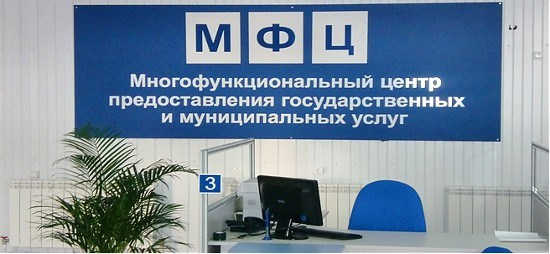 МФЦ
Многофункциональный центр
предоставления государственных
и муниципальных услуг
3